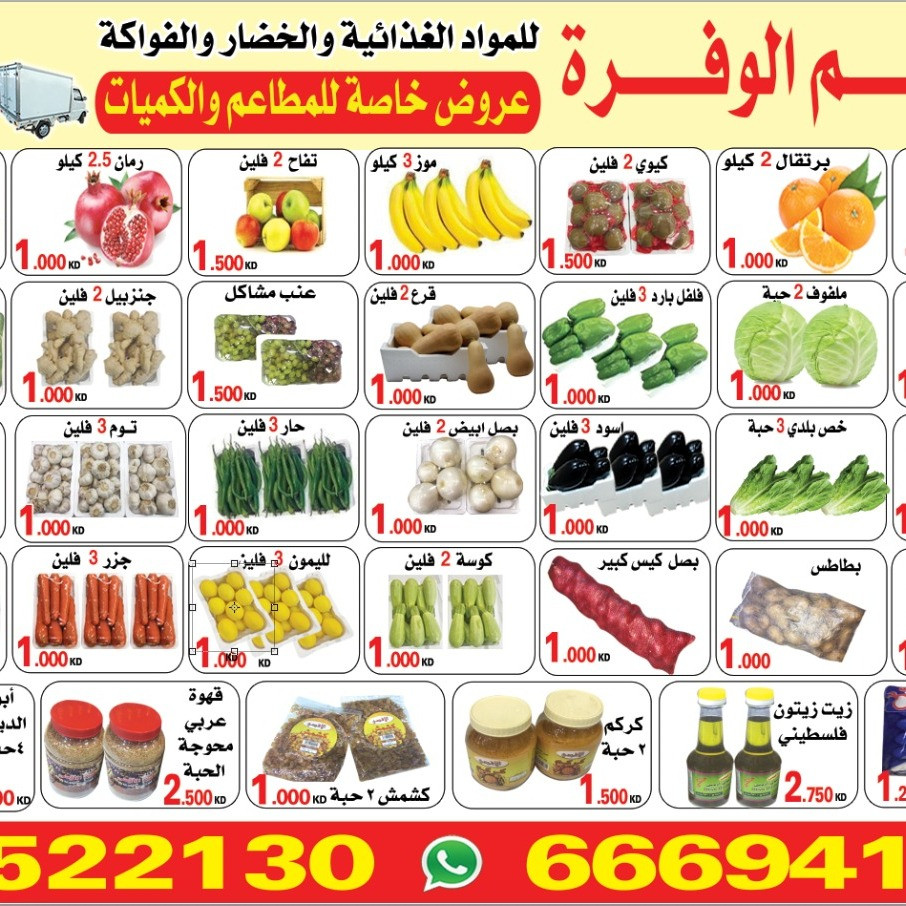 ـم الوفـرة
للمواد الغذائية والخضار والفواكة
عروض خاصة للمطاعم والكميات
برتقال 2 كيلو
1.000 KD
كيوي 2 فلين
1.500 KD
موز 3 كيلو
1.000 KD
تفاح 2 فلين
1.500 KD
رمان 2.5 كيلو
1.000 KD
ملفوف 2 حبة
1.000 KD
فلفل بارد 3 فلين
1.000 KD
قرع 2 فلين
1.000 KD
عنب مشاكل
1.500 KD
جنزبيل 2 فلين
1.000 KD
خص بلدي 3 حبة
1.000 KD
اسود 3 فلين
1.000 KD
بصل ابيض 2 فلين
1.000 KD
حار 3 فلين
1.000 KD
توم 3 فلين
1.000 KD
بطاطس
1.000
بصل كيس كبير
1.000 KD
كوسة 2 فلين
1.000 KD
لليمون 3 فلين
1.000 KD KD
جزر 3 فلين
1.000 KD
1.2
زيت زيتون
فلسطيني
2.750 KD
كركم
٢ حبة
1.500 KD
كشمش ٢ حبة
1.000 KD
قهوة
عربي
محوجة
الحبة
2.500 KD
00 KD
522130 666941